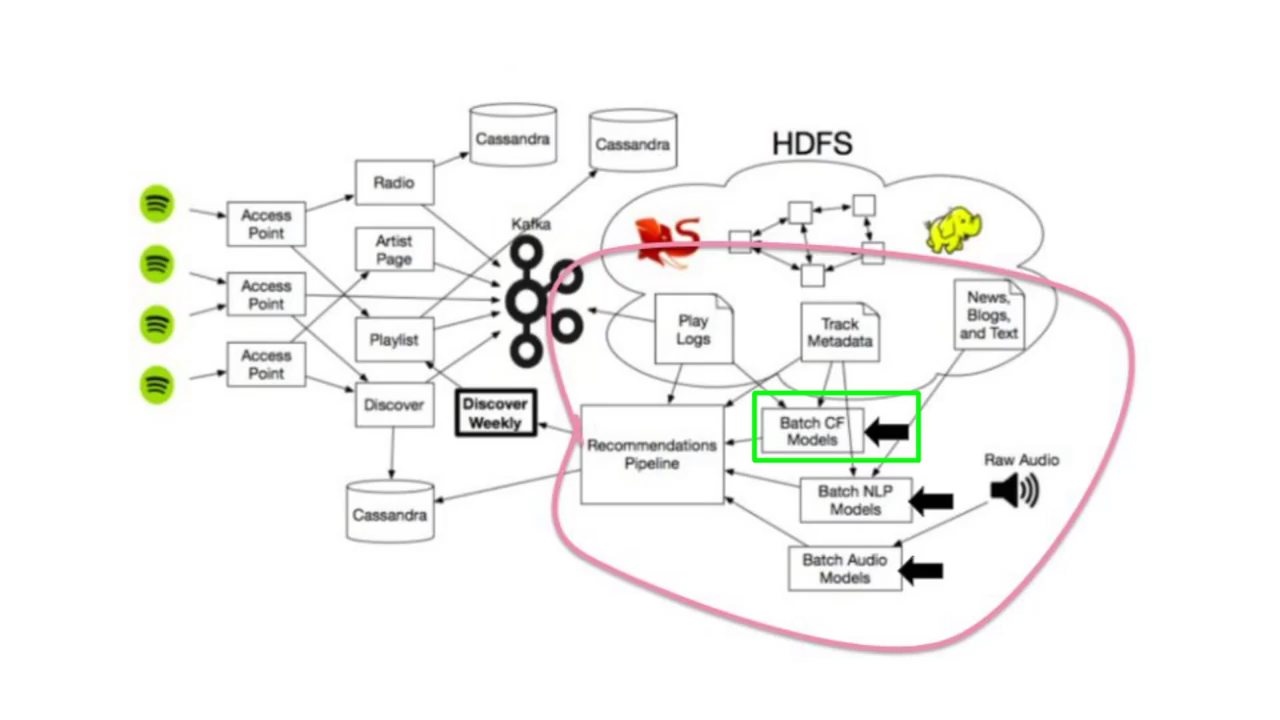 Cassandra
Cassandra
HDFS
Radio
Access
Point
Kafka
Artist
Page
Access
Point
Play
Logs
Track
Metadata
News,
Blogs,
and Text
Playlist
Access
Point
Discover
Discover
Weekly
Batch CF
Models
Recommendations
Pipeline
Raw Audio
Cassandra
Batch NLP
Models
Batch Audio
Models